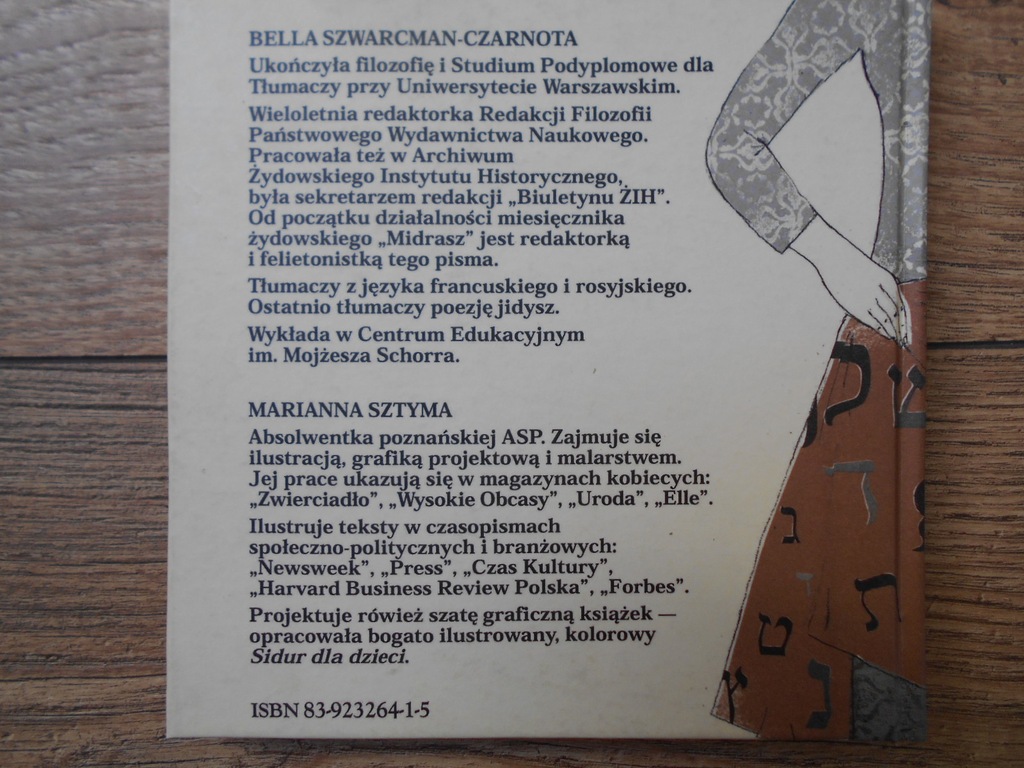 BELLA SZWARCMAN-CZARNOTA
Ukończyła filozofię i Studium Podyplomowe dla
Tłumaczy przy Uniwersytecie Warszawskim.
Wieloletnia redaktorka Redakcji Filozofii
Państwowego Wydawnictwa Naukowego.
Pracowała też w Archiwum
Żydowskiego Instytutu Historycznego,
była sekretarzem redakcji „Biuletynu ŻIH”.
Od początku działalności miesięcznika
żydowskiego „Midrasz” jest redaktorką
i felietonistką tego pisma.
Tłumaczy z języka francuskiego i rosyjskiego.
Ostatnio tłumaczy poezję jidysz.
Wykłada w Centrum Edukacyjnym
im. Mojżesza Schorra.
MARIANNA SZTYMA
Absolwentka poznańskiej ASP. Zajmuje się
ilustracją, grafiką projektową i malarstwem.
Jej prace ukazują się w magazynach kobiecych:
„Zwierciadło”, „Wysokie Obcasy”, „Uroda”, „Elle”.
Ilustruje teksty w czasopismach
społeczno-politycznych i branżowych:
„Newsweek”, „Press”, „Czas Kultury”,
„Harvard Business Review Polska”, „Forbes”.
Projektuje rówież szatę graficzną książek —
opracowała bogato ilustrowany, kolorowy
Sidur dla dzieci.
ISBN 83-923264-1-5